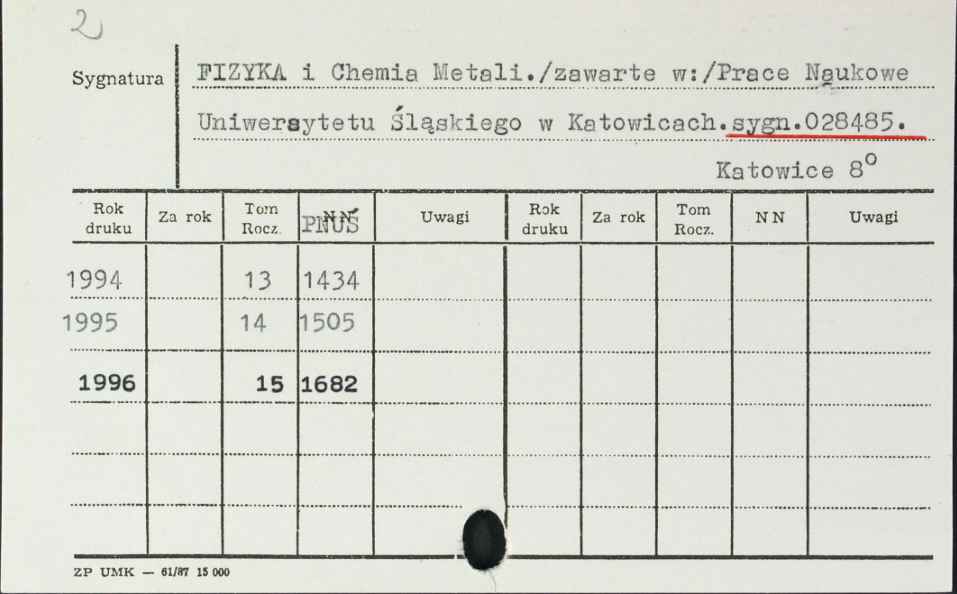 2
Sygnatura
FIZYKA i Chemia Metali./zawarte w:/Prace Naukowe
Uniwersytetu Śląskiego w Katowicach.sygn.028485.
Katowice 8°
Rok druku Za rok Tom Rocz. PNUŚ Uwagi Rok druku Za rok Tom Rocz. NN Uwagi
1994 13 1434
1995 14 1505
1996 15 1682
ZP UMK — 61/87 15 000